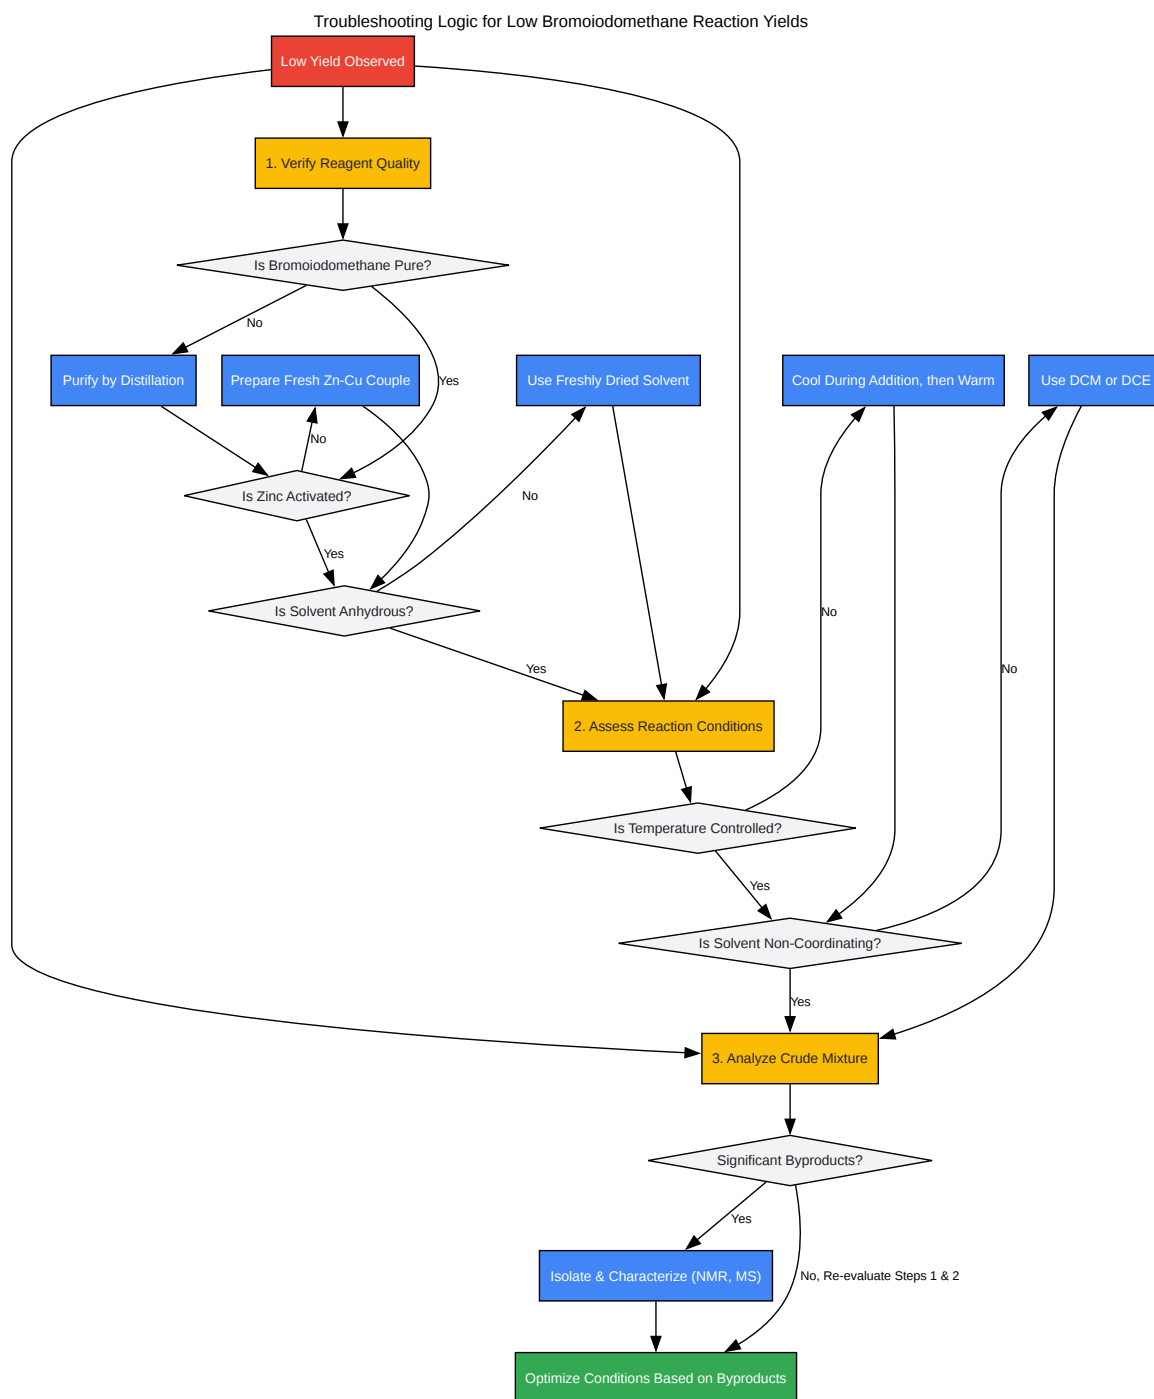 Troubleshooting Logic for Low Bromoiodomethane Reaction Yields
Low Yield Observed
1. Verify Reagent Quality
Is Bromoiodomethane Pure?
No
Yes
Purify by Distillation
Prepare Fresh Zn-Cu Couple
Use Freshly Dried Solvent
Cool During Addition, then Warm
Use DCM or DCE
No
Is Zinc Activated?
No
Yes
Is Solvent Anhydrous?
No
Yes
No
2. Assess Reaction Conditions
Is Temperature Controlled?
Yes
Is Solvent Non-Coordinating?
Yes
3. Analyze Crude Mixture
Significant Byproducts?
Yes
Isolate & Characterize (NMR, MS)
No, Re-evaluate Steps 1 & 2
Optimize Conditions Based on Byproducts